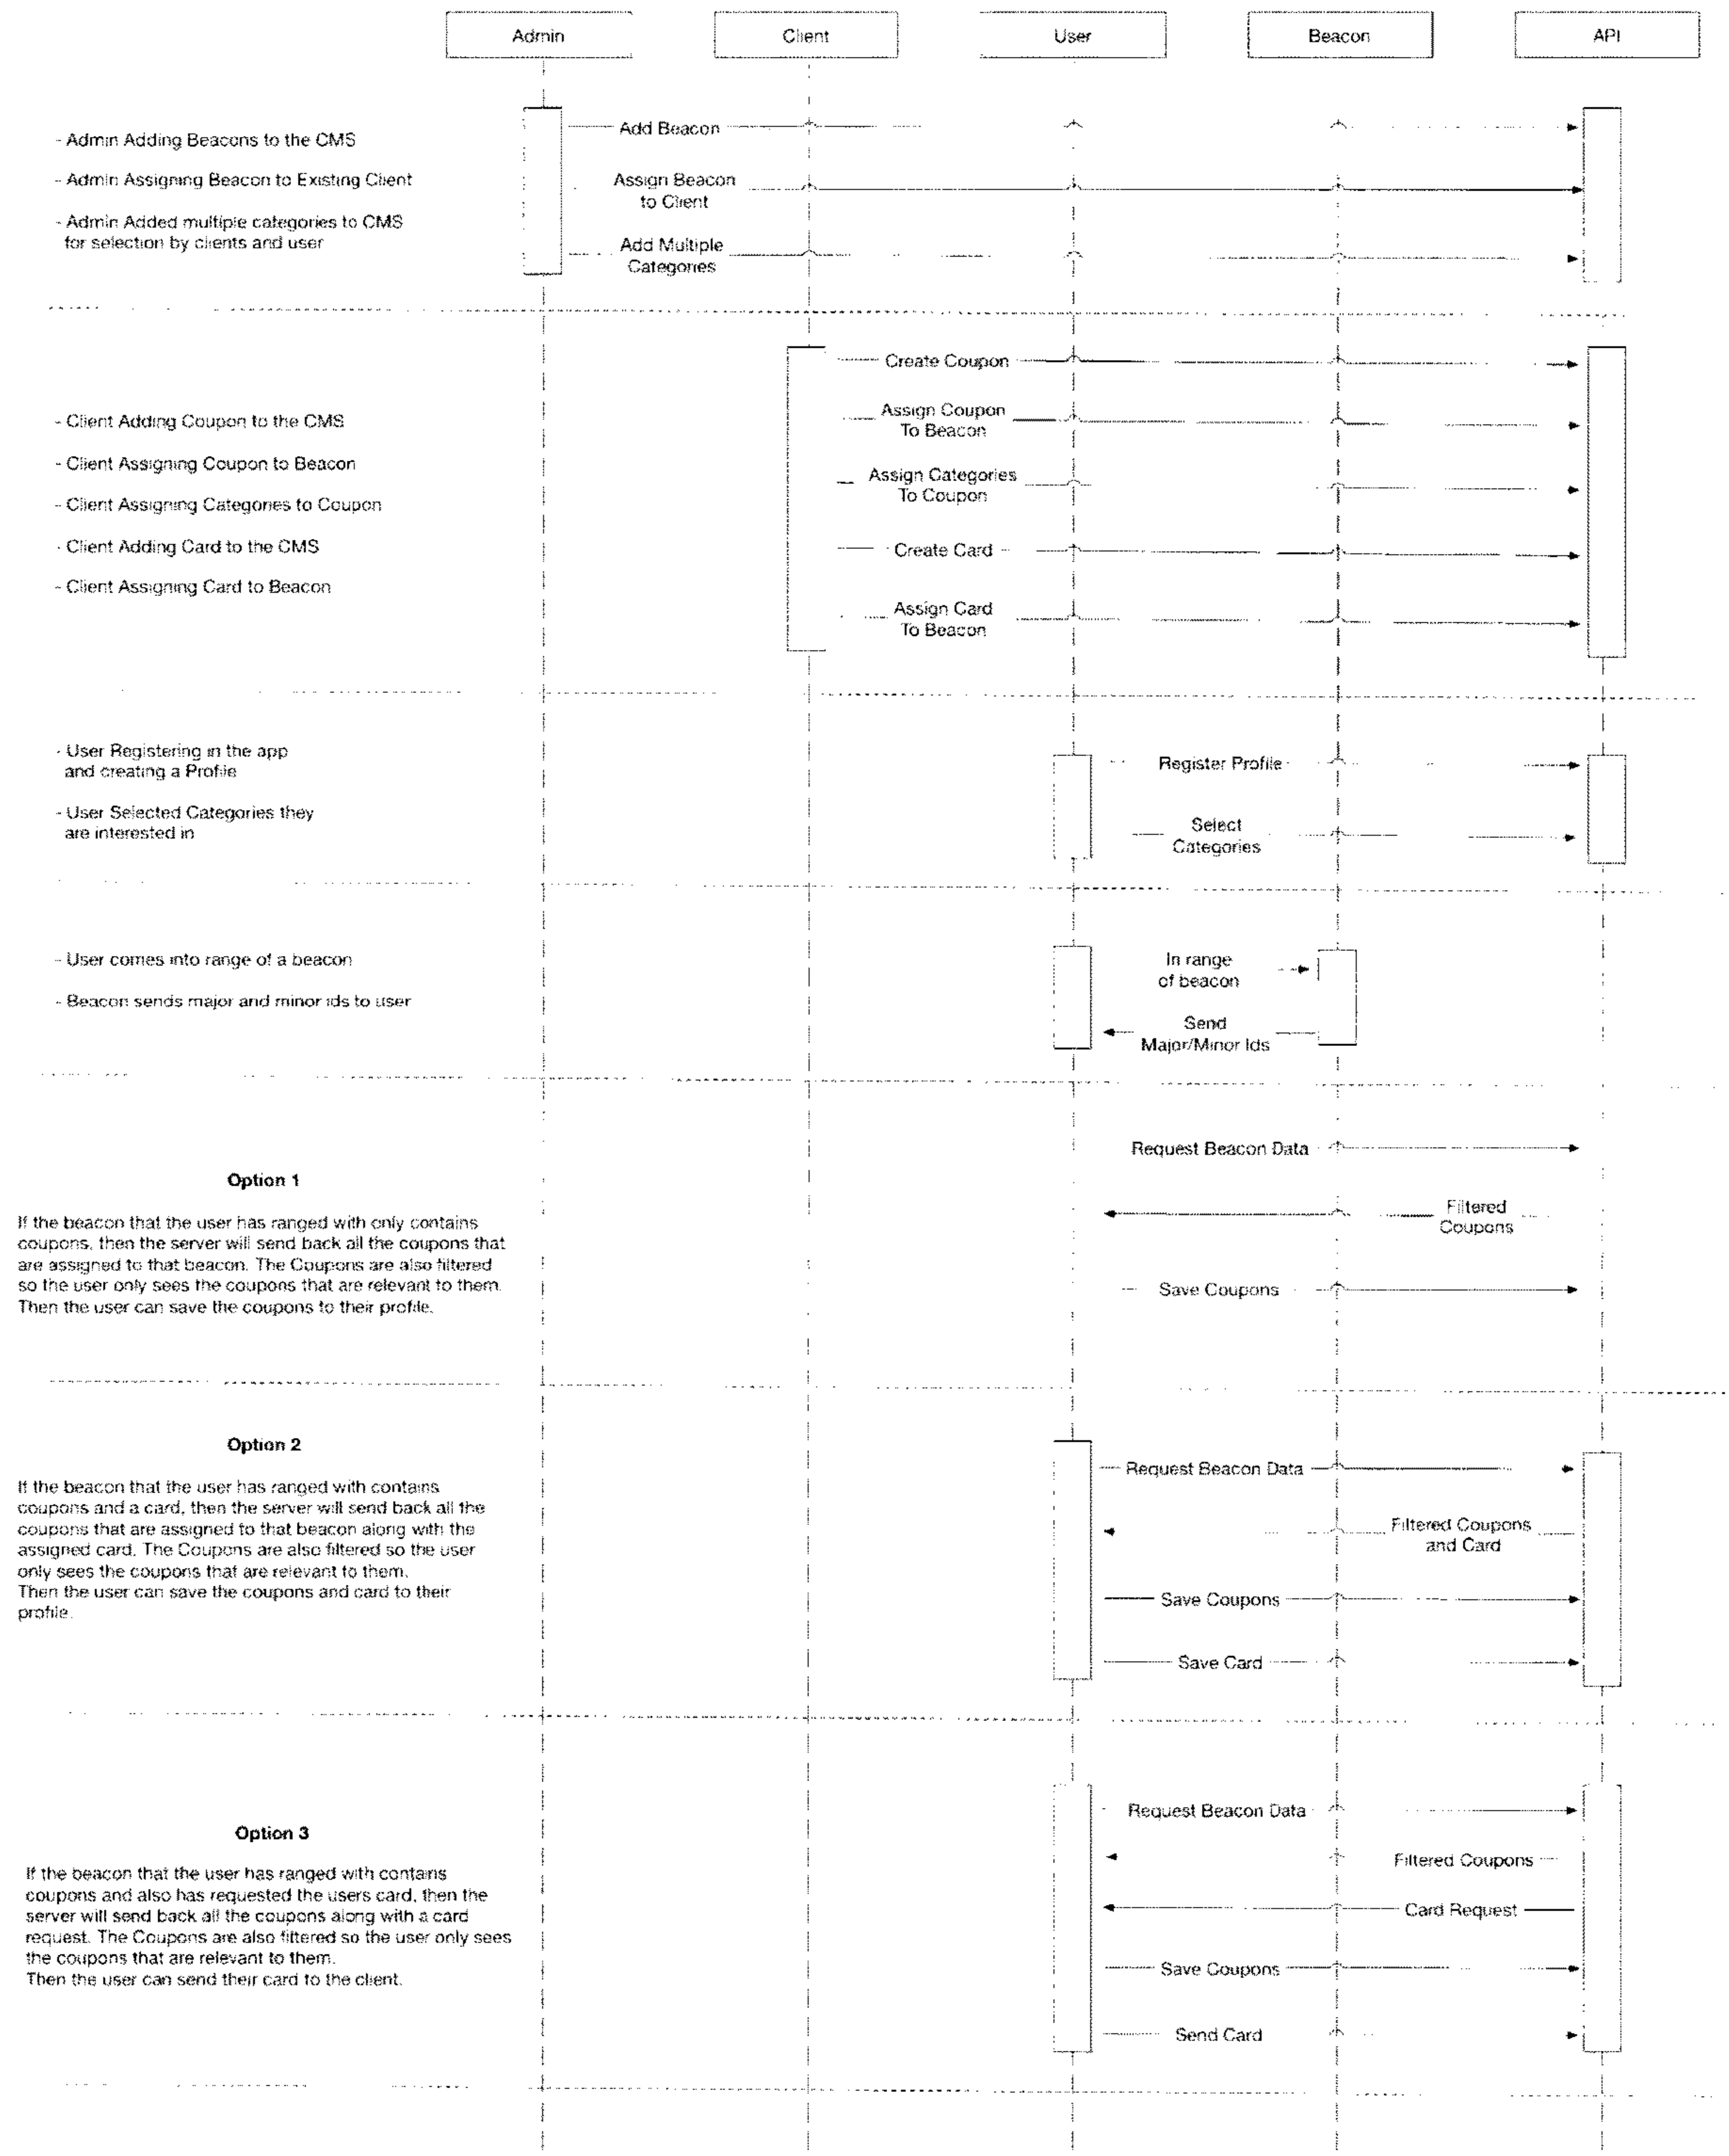 Admin
Client
User
Beacon
API
- Admin Adding Beacons to the CMS
- Admin Assigning Beacon to Existing Client
- Admin Added multiple categories to CMS
for selection by clients and user
Add Beacon
Assign Beacon
to Client
Add Multiple
Categories
- Client Adding Coupon to the CMS
- Client Assigning Coupon to Beacon
- Client Assigning Categories to Coupon
- Client Adding Card to the CMS
- Client Assigning Card to Beacon
Create Coupon
Assign Coupon
To Beacon
Assign Categories
To Coupon
Create Card
Assign Card
To Beacon
- User Registering in the app
and creating a Profile
- User Selected Categories they
are interested in
Register Profile
Select
Categories
- User comes into range of a beacon
- Beacon sends major and minor ids to user
In range
of beacon
Send
Major/Minor Ids
Option 1
If the beacon that the user has ranged with only contains
coupons, then the server will send back all the coupons that
are assigned to that beacon. The Coupons are also filtered
so the user only sees the coupons that are relevant to them.
Then the user can save the coupons to their profile.
Request Beacon Data
Filtered
Coupons
Save Coupons
Option 2
If the beacon that the user has ranged with contains
coupons and a card, then the server will send back all the
coupons that are assigned to that beacon along with the
assigned card. The Coupons are also filtered so the user
only sees the coupons that are relevant to them.
Then the user can save the coupons and card to their
profile.
Request Beacon Data
Filtered Coupons
and Card
Save Coupons
Save Card
Option 3
If the beacon that the user has ranged with contains
coupons and also has requested the users card, then the
server will send back all the coupons along with a card
request. The Coupons are also filtered so the user only sees
the coupons that are relevant to them.
Then the user can send their card to the client.
Request Beacon Data
Filtered Coupons
Card Request
Save Coupons
Send Card